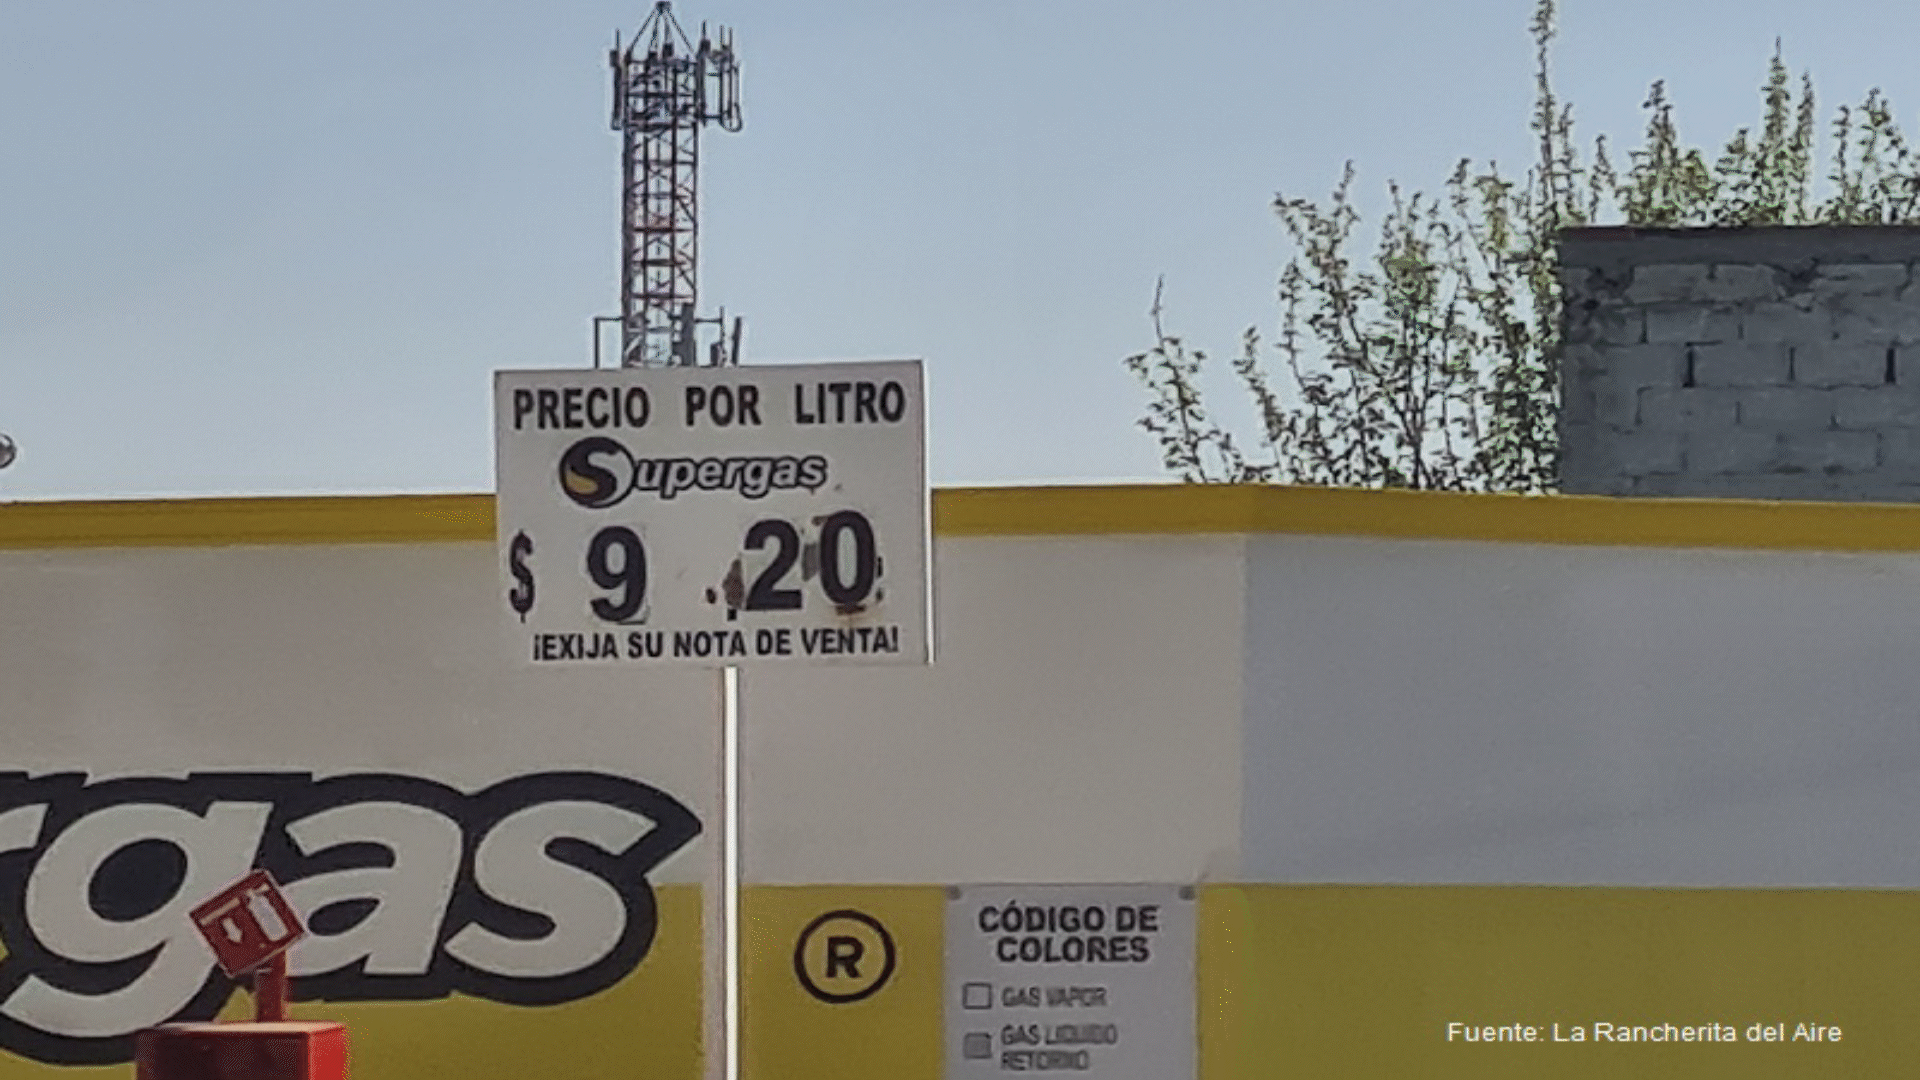 PRECIO POR LITRO
Supergas
$ 9 .20
¡EXIJA SU NOTA DE VENTA!
rgas
R
CÓDIGO DE
COLORES
GAS VAPOR
GAS LIQUIDO
RETORNO
Fuente: La Rancherita del Aire